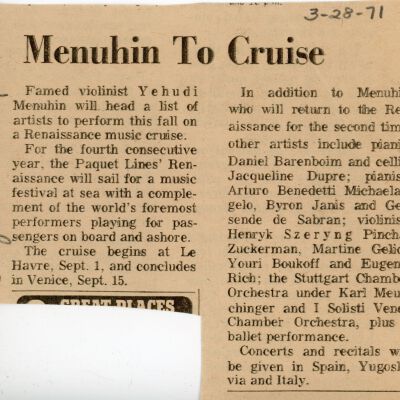 3-28-71
Menuhin To Cruise
Famed violinist Yehudi
Menuhin will head a list of
artists to perform this fall on
a Renaissance music cruise.
For the fourth consecutive
year, the Paquet Lines' Ren-
aissance will sail for a music
festival at sea with a comple-
ment of the world's foremost
performers playing for pas-
sengers on board and ashore.
The cruise begins at Le
Havre, Sept. 1, and concludes
in Venice, Sept. 15.
GREAT PLACES
In addition to Menuhi
who will return to the Re
aissance for the second tim
other artists include piani
Daniel Barenboim and celli
Jacqueline Dupre; pianis
Arturo Benedetti Michaela
gelo, Byron Janis and Ge
sende de Sabran; violinis
Henryk Szeryng Pinch
Zuckerman, Martine Gelio
Youri Boukoff and Eugen
Rich; the Stuttgart Chamb
Orchestra under Karl Meu
chinger and I Solisti Vene
Chamber Orchestra, plus
ballet performance.
Concerts and recitals w
be given in Spain, Yugosl
via and Italy.